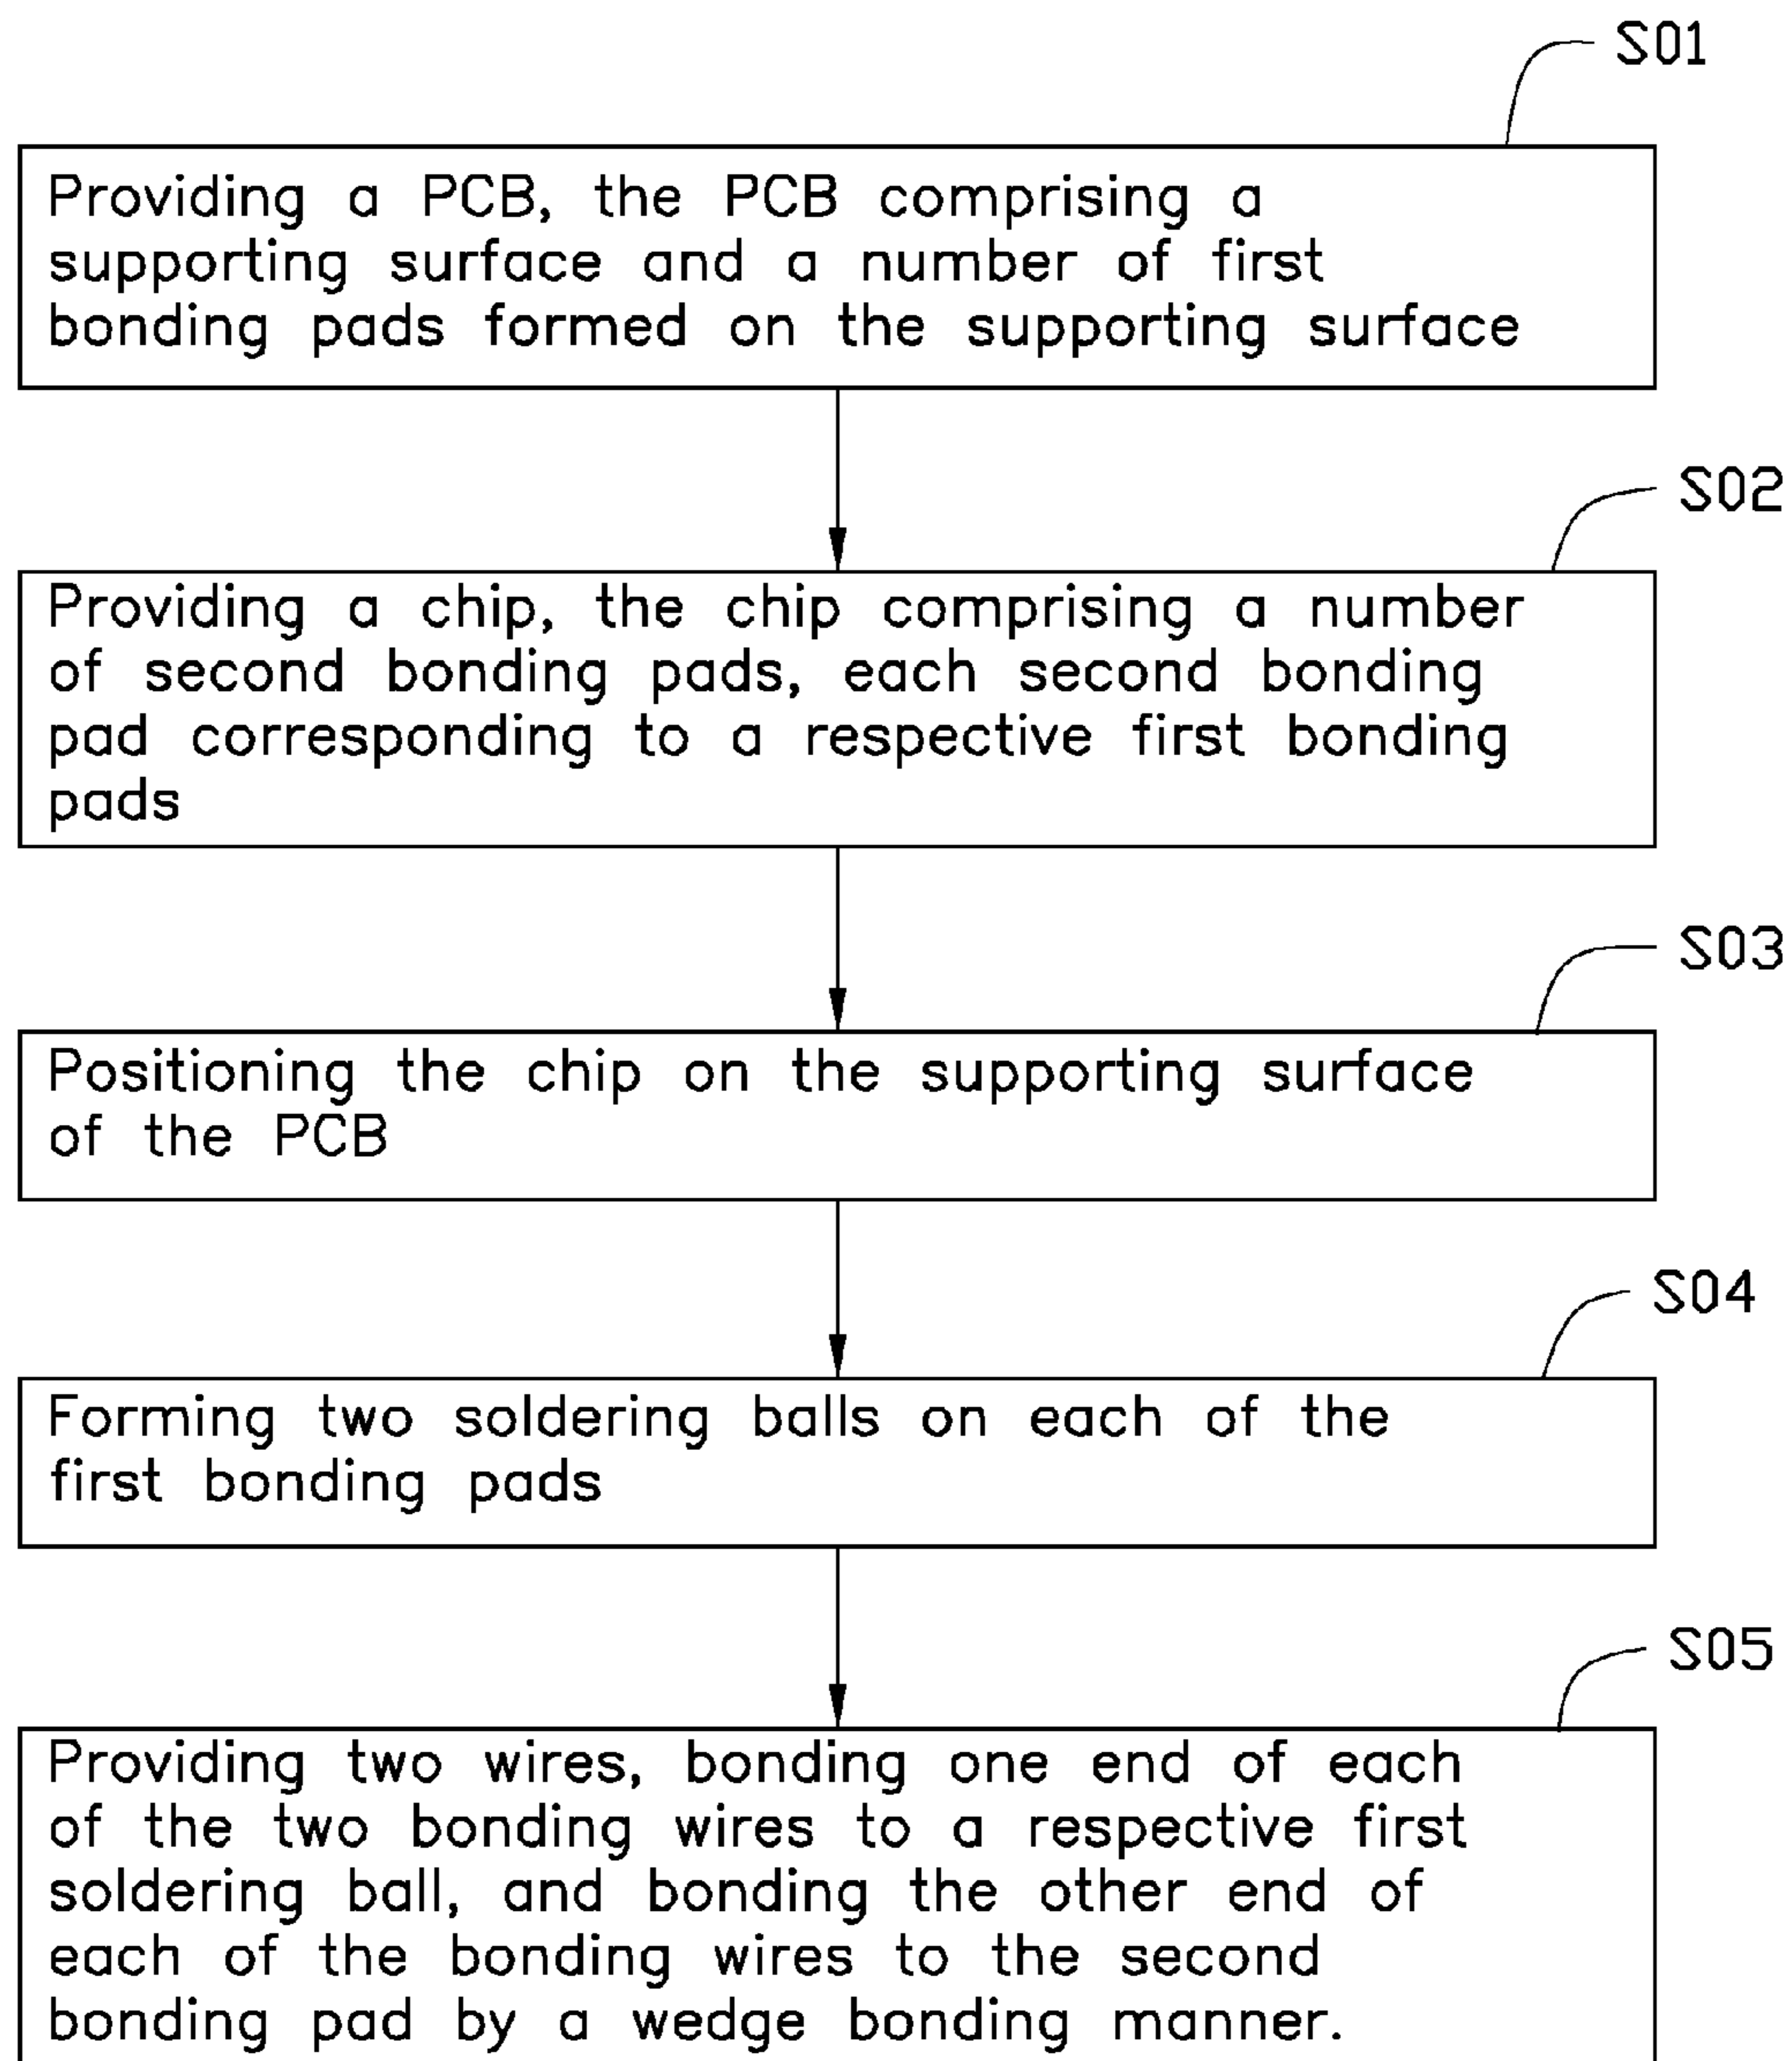 S01
Providing a PCB, the PCB comprising a
supporting surface and a number of first
bonding pads formed on the supporting surface
S02
Providing a chip, the chip comprising a number
of second bonding pads, each second bonding
pad corresponding to a respective first bonding
pads
S03
Positioning the chip on the supporting surface
of the PCB
S04
Forming two soldering balls on each of the
first bonding pads
S05
Providing two wires, bonding one end of each
of the two bonding wires to a respective first
soldering ball, and bonding the other end of
each of the bonding wires to the second
bonding pad by a wedge bonding manner.